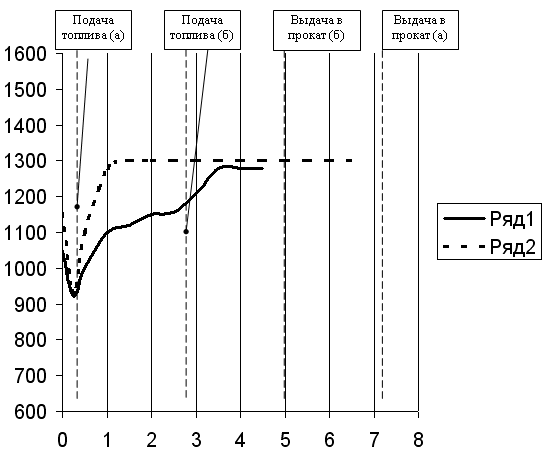 Подача
топлива (а)
Подача
топлива (б)
Выдача в
прокат (б)
Выдача в
прокат (а)
1600
1500
1400
1300
1200
1100
1000
900
800
700
600
0 1 2 3 4 5 6 7 8
Ряд1
Ряд2